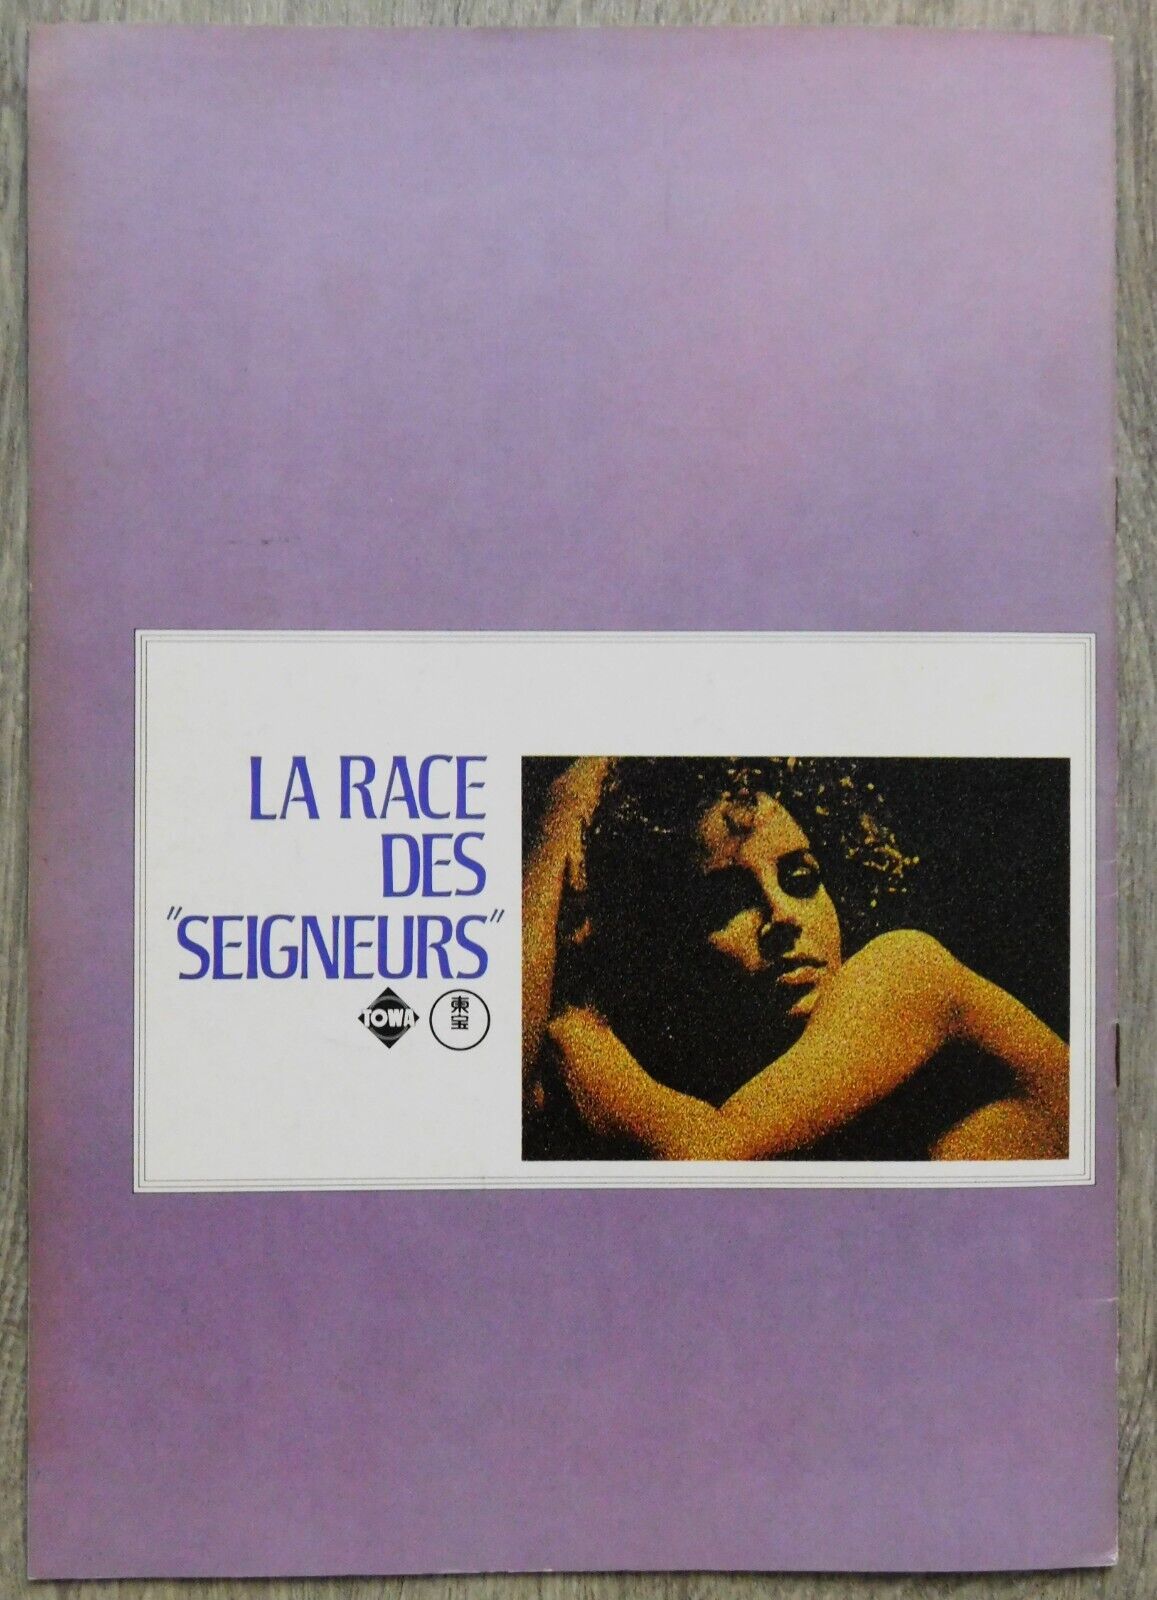 LA RACE
DES
"SEIGNEURS"
TOWA
東宝